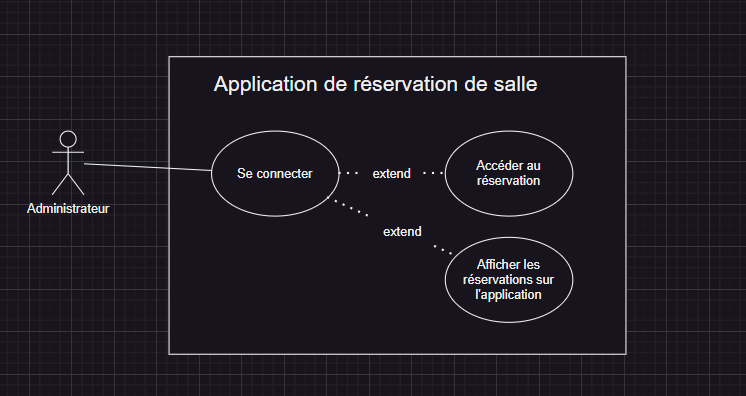 Application de réservation de salle
Se connecter
extend
Accéder au
réservation
Administrateur
extend
Afficher les
réservations sur
l'application